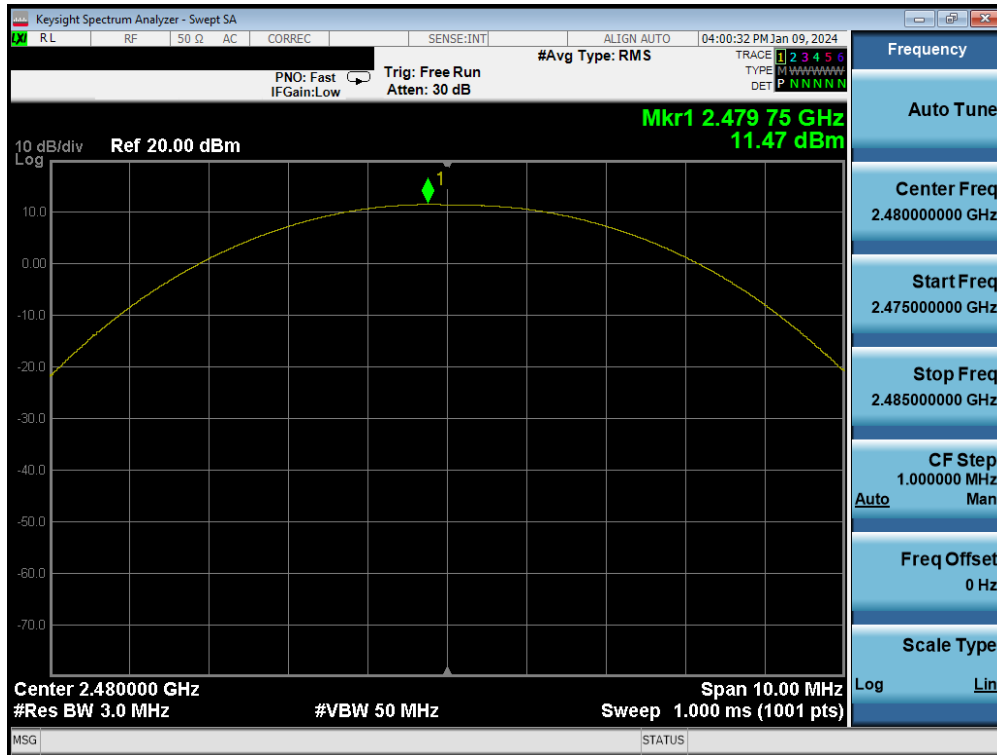 Keysight Spectrum Analyzer - Swept SA
LXI RL RF 50 Ω AC CORREC SENSE:INT ALIGN AUTO 04:00:32 PM Jan 09, 2024
#Avg Type: RMS
TRACE 1 2 3 4 5 6
PNO: Fast Trig: Free Run
TYPE M WWWWW
IFGain:Low Atten: 30 dB
DET P N N N N N
Mkr1 2.479 75 GHz
11.47 dBm
10 dB/div Ref 20.00 dBm
Log
1
10.0
0.00
-10.0
-20.0
-30.0
-40.0
-50.0
-60.0
-70.0
Center 2.480000 GHz Span 10.00 MHz
#Res BW 3.0 MHz #VBW 50 MHz Sweep 1.000 ms (1001 pts)
MSG STATUS
Frequency
Auto Tune
Center Freq
2.480000000 GHz
Start Freq
2.475000000 GHz
Stop Freq
2.485000000 GHz
CF Step
1.000000 MHz
Auto Man
Freq Offset
0 Hz
Scale Type
Log Lin